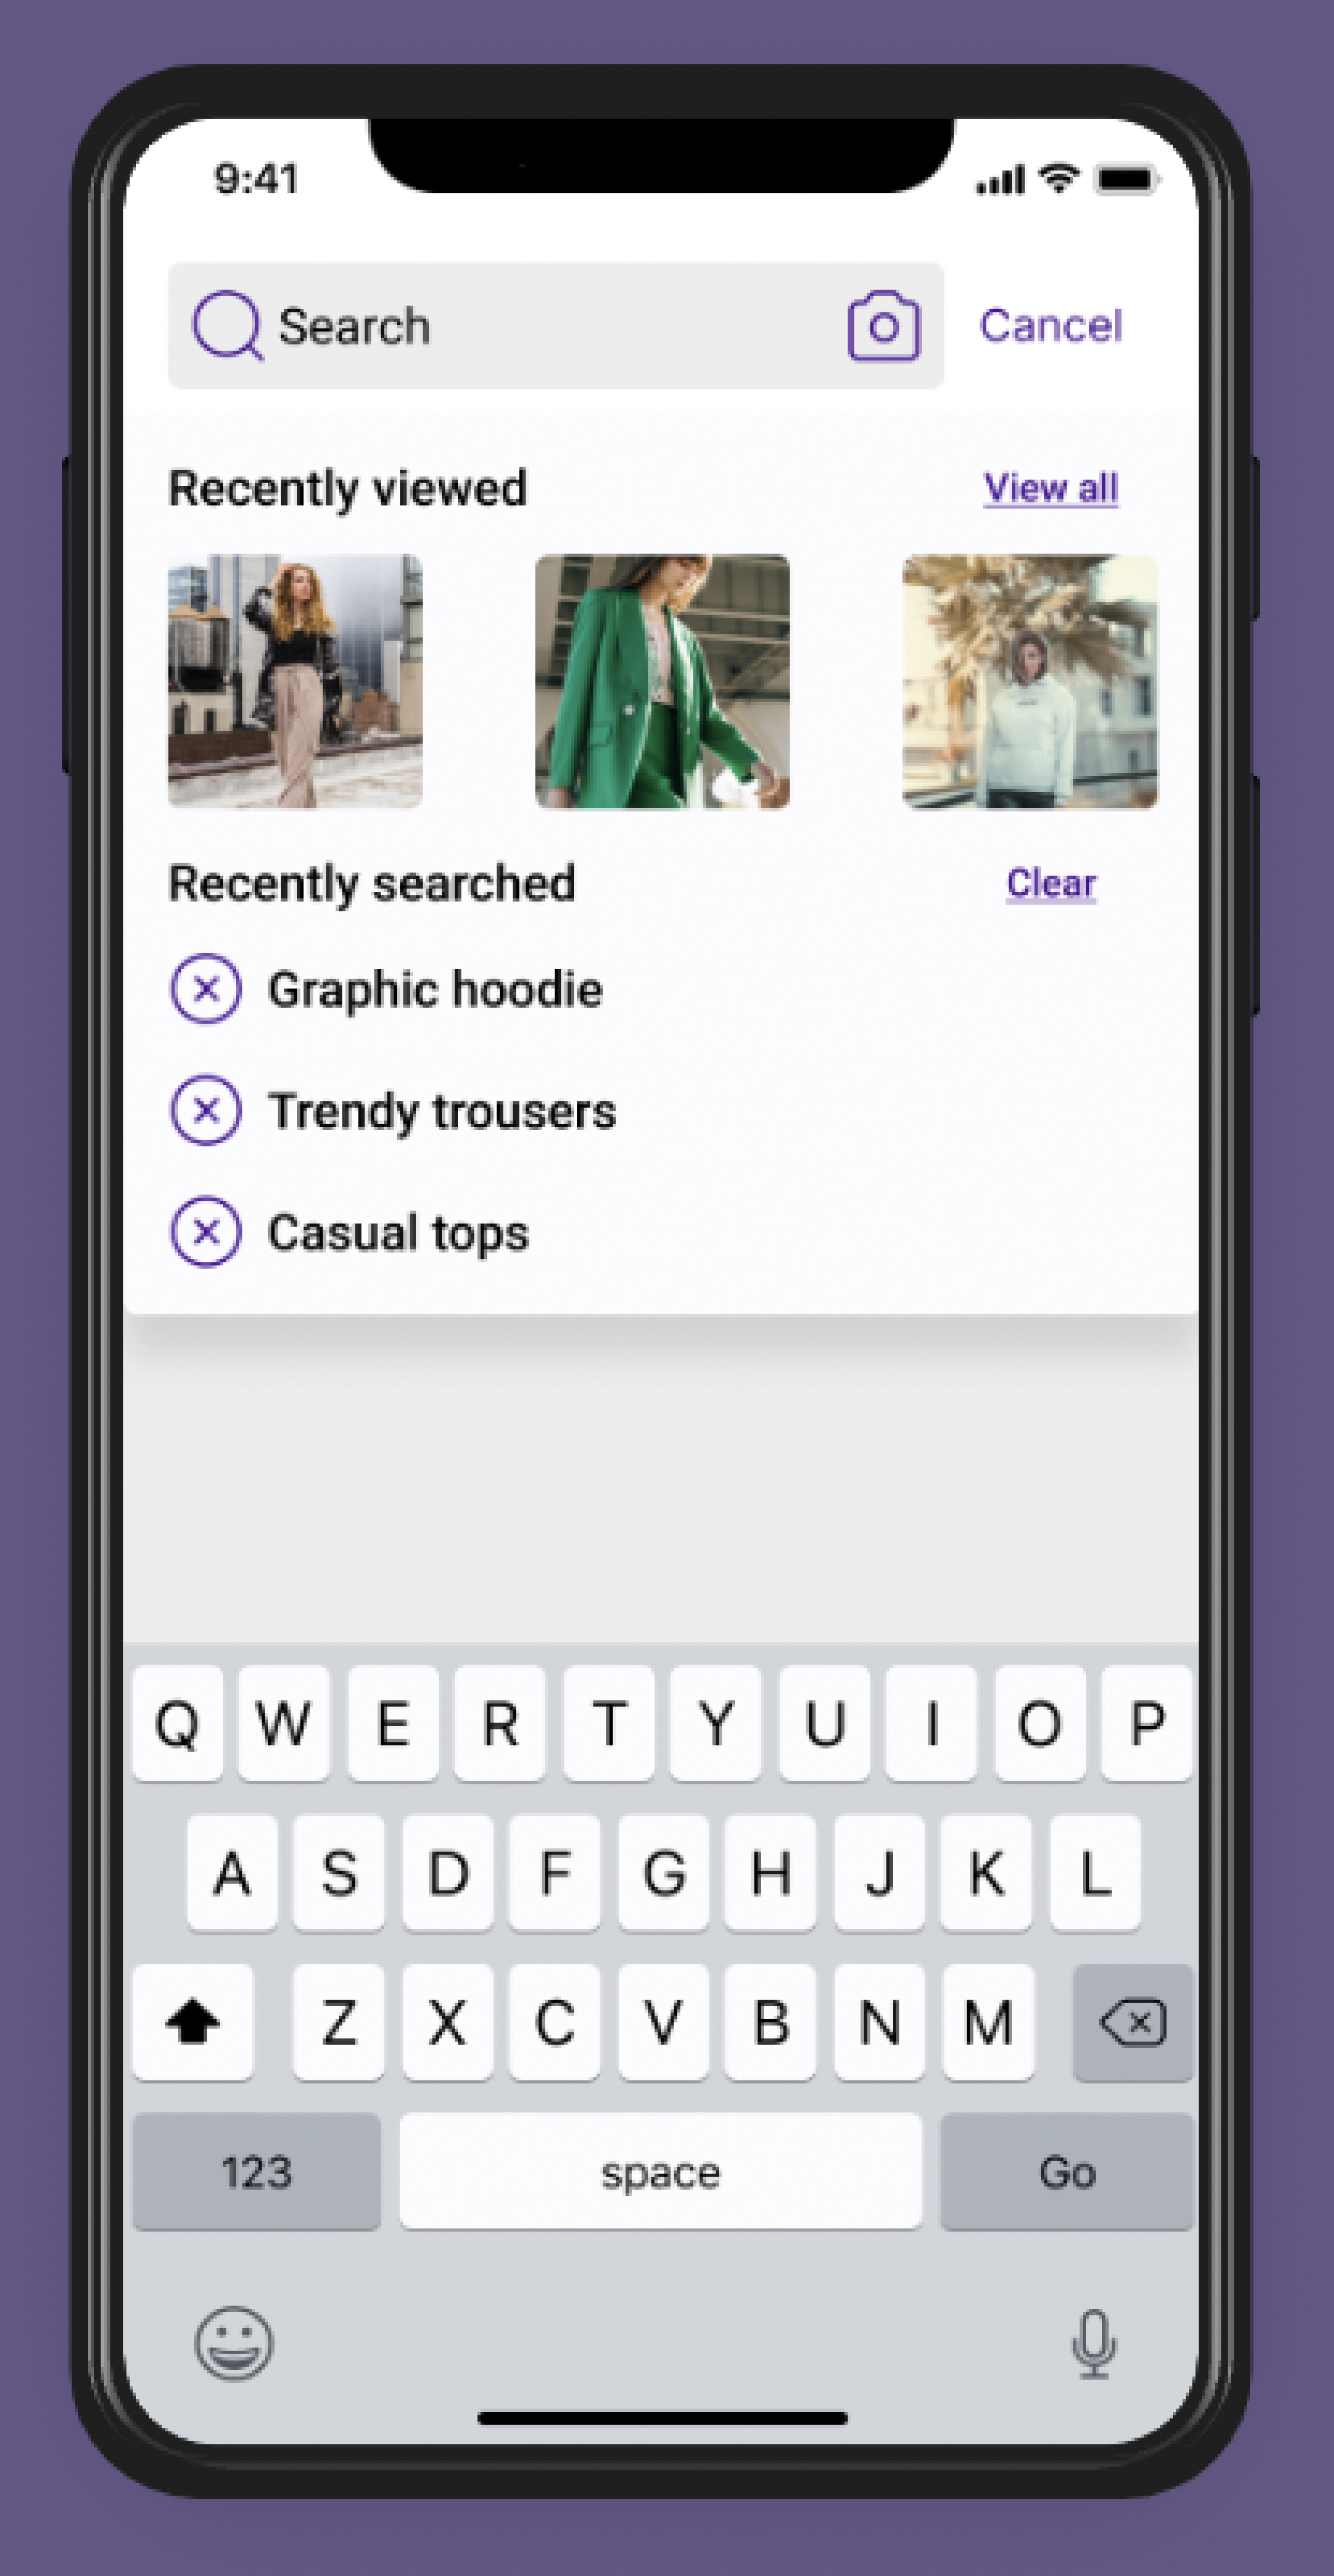 9:41
Search
Cancel
Recently viewed
View all
Recently searched
Clear
Graphic hoodie
Trendy trousers
Casual tops
Q W E R T Y U I O P
A S D F G H J K L
Z X C V B N M
123 space Go